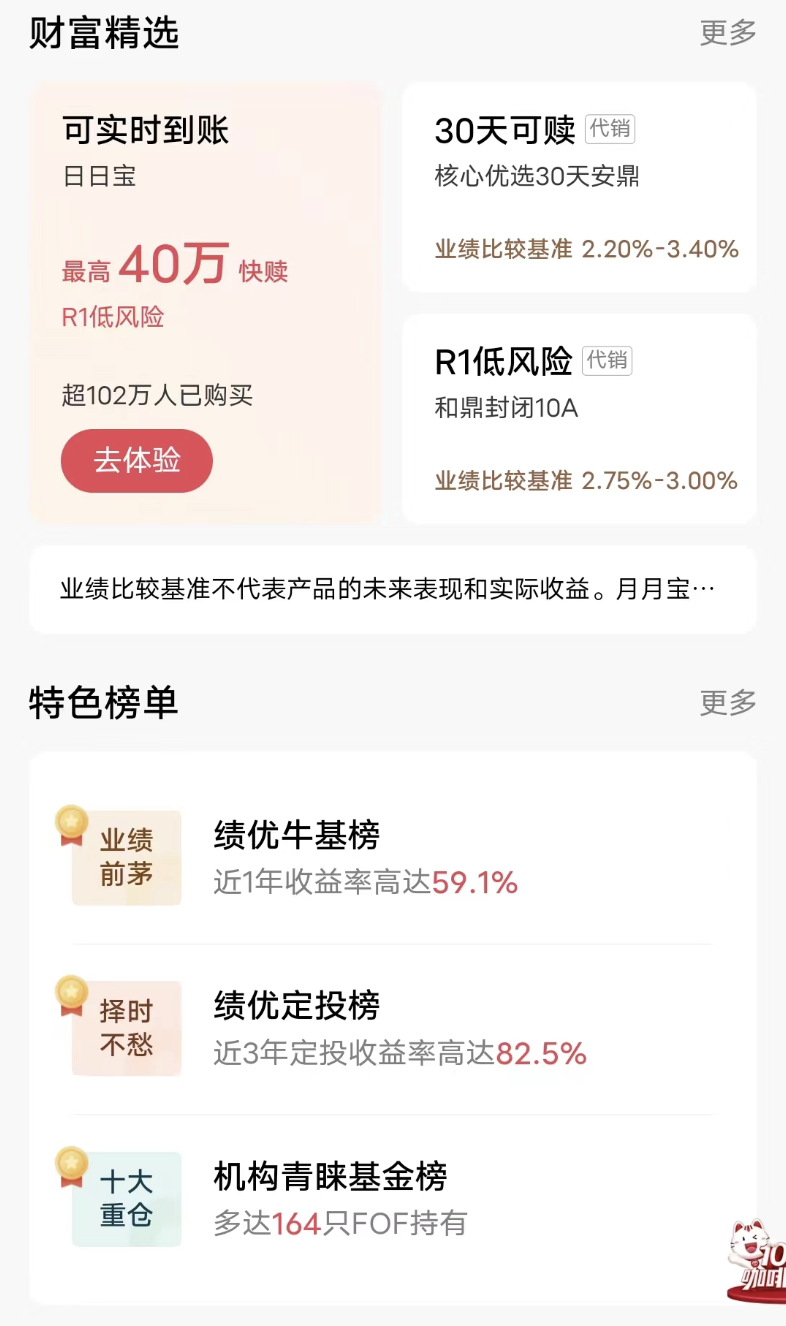 财富精选
更多
可实时到账
日日宝
最高40万 快赎
R1低风险
超102万人已购买
去体验
30天可赎 代销
核心优选30天安鼎
业绩比较基准 2.20%-3.40%
R1低风险 代销
和鼎封闭10A
业绩比较基准 2.75%-3.00%
业绩比较基准不代表产品的未来表现和实际收益。月月宝…
特色榜单
更多
业绩
前茅
绩优牛基榜
近1年收益率高达59.1%
择时
不愁
绩优定投榜
近3年定投收益率高达82.5%
十大
重仓
机构青睐基金榜
多达164只FOF持有
10
咖啡